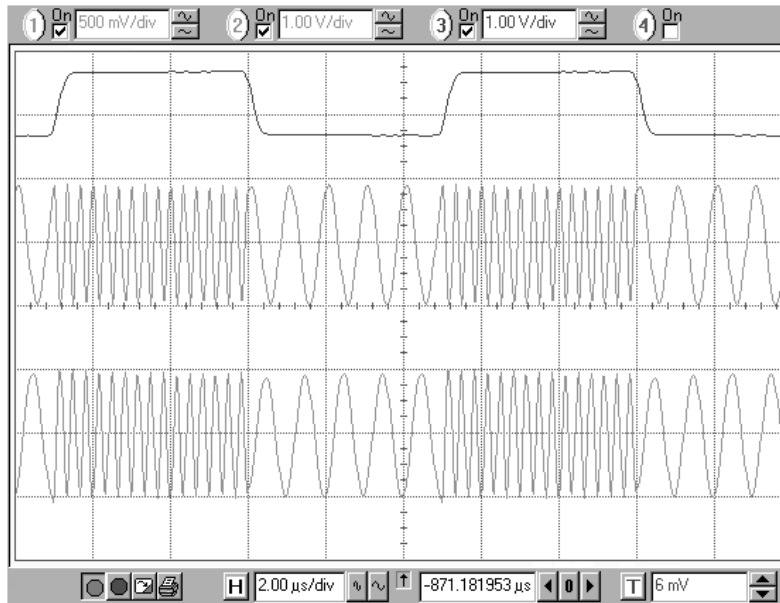 1 On 500 mV/div 2 On 1.00 V/div 3 On 1.00 V/div 4 On
H 2.00 µs/div -871.181953 µs 0 T 6 mV